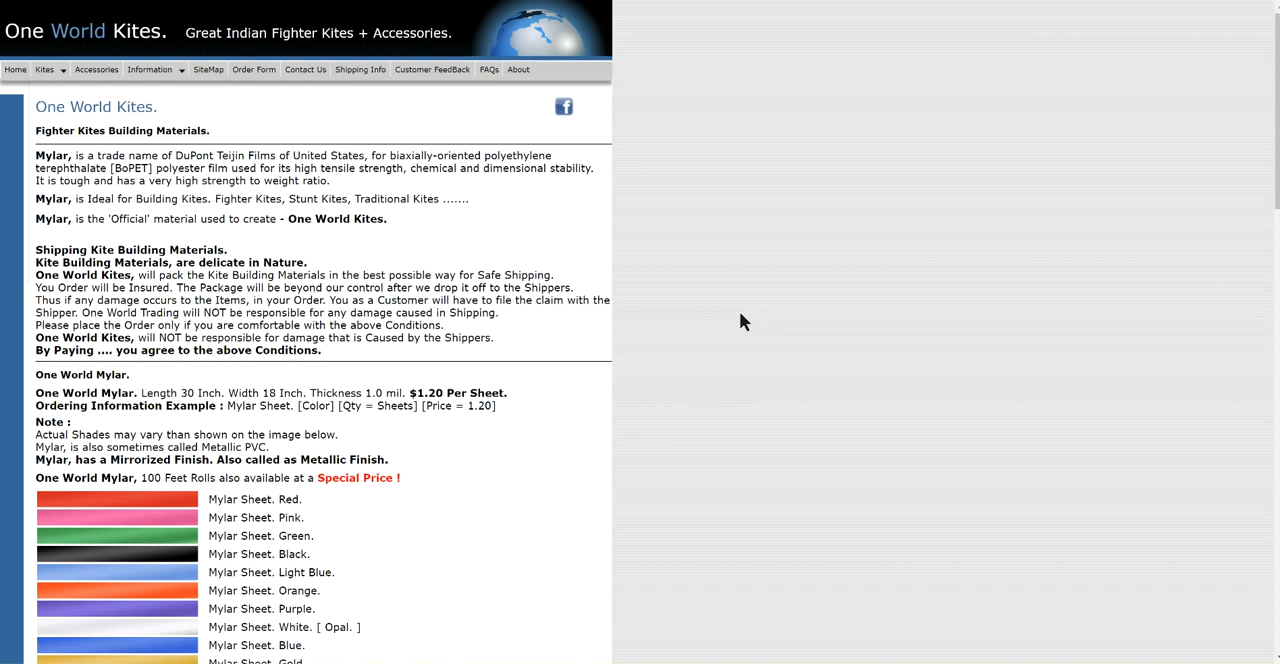 One World Kites. Great Indian Fighter Kites + Accessories.
Home Kites Accessories Information SiteMap Order Form Contact Us Shipping Info Customer FeedBack FAQs About
One World Kites.
Fighter Kites Building Materials.
Mylar, is a trade name of DuPont Teijin Films of United States, for biaxially-oriented polyethylene
terephthalate [BoPET] polyester film used for its high tensile strength, chemical and dimensional stability.
It is tough and has a very high strength to weight ratio.
Mylar, is Ideal for Building Kites. Fighter Kites, Stunt Kites, Traditional Kites .......
Mylar, is the 'Official' material used to create - One World Kites.
Shipping Kite Building Materials.
Kite Building Materials, are delicate in Nature.
One World Kites, will pack the Kite Building Materials in the best possible way for Safe Shipping.
You Order will be Insured. The Package will be beyond our control after we drop it off to the Shippers.
Thus if any damage occurs to the Items, in your Order. You as a Customer will have to file the claim with the
Shipper. One World Trading will NOT be responsible for any damage caused in Shipping.
Please place the Order only if you are comfortable with the above Conditions.
One World Kites, will NOT be responsible for damage that is Caused by the Shippers.
By Paying .... you agree to the above Conditions.
One World Mylar.
One World Mylar. Length 30 Inch. Width 18 Inch. Thickness 1.0 mil. $1.20 Per Sheet.
Ordering Information Example : Mylar Sheet. [Color] [Qty = Sheets] [Price = 1.20]
Note :
Actual Shades may vary than shown on the image below.
Mylar, is also sometimes called Metallic PVC.
Mylar, has a Mirrorized Finish. Also called as Metallic Finish.
One World Mylar, 100 Feet Rolls also available at a Special Price !
Mylar Sheet. Red.
Mylar Sheet. Pink.
Mylar Sheet. Green.
Mylar Sheet. Black.
Mylar Sheet. Light Blue.
Mylar Sheet. Orange.
Mylar Sheet. Purple.
Mylar Sheet. White. [ Opal. ]
Mylar Sheet. Blue.
Mylar Sheet. Gold